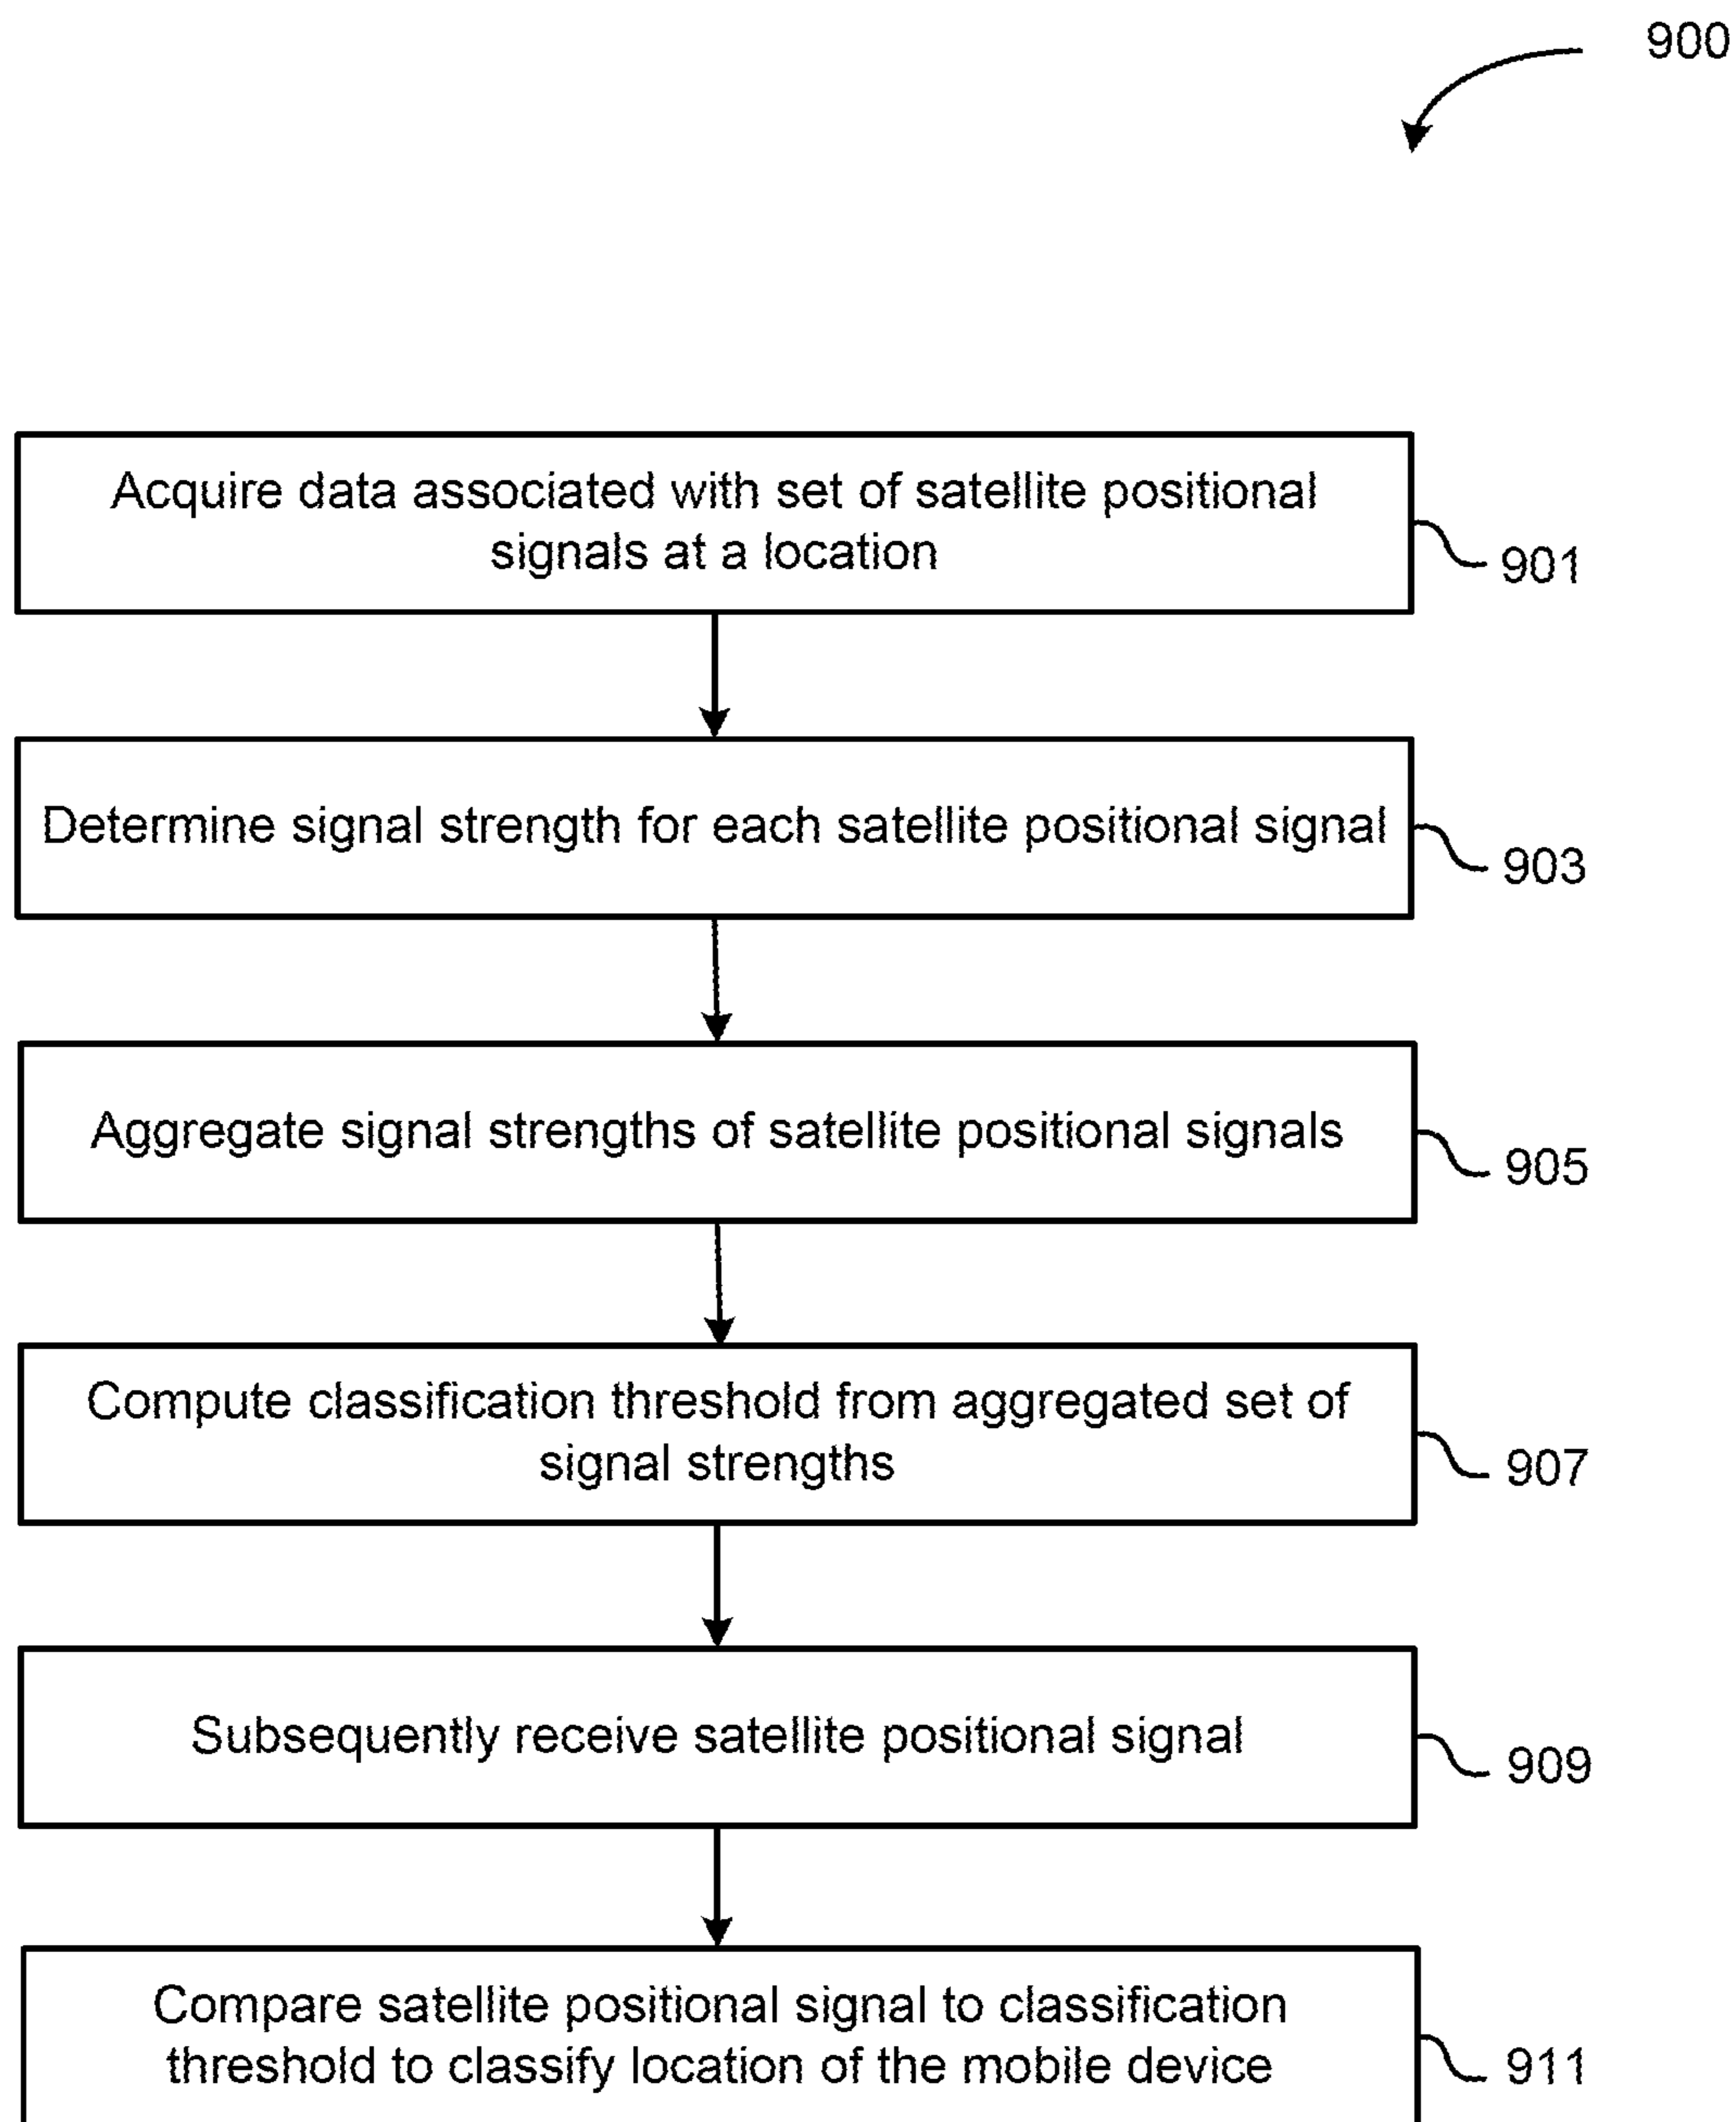 900
Acquire data associated with set of satellite positional
signals at a location
901
Determine signal strength for each satellite positional signal
903
Aggregate signal strengths of satellite positional signals
905
Compute classification threshold from aggregated set of
signal strengths
907
Subsequently receive satellite positional signal
909
Compare satellite positional signal to classification
threshold to classify location of the mobile device
911